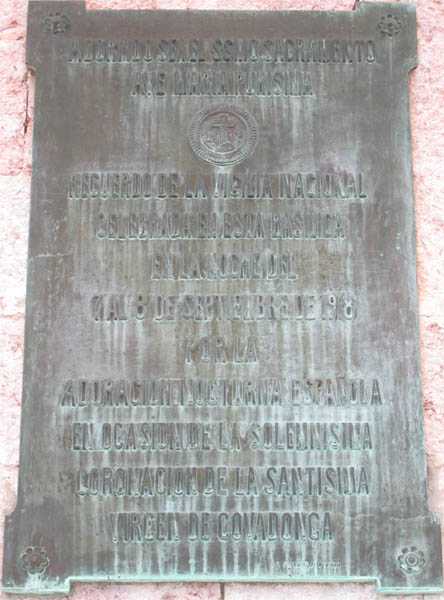 ADORADO SEA EL SSMO SACRAMENTO
AVE MARIA PURISIMA
RECUERDO DE LA VIGILIA NACIONAL
CELEBRADA EN ESTA BASILICA
EN LA NOCHE DEL
7 AL 8 DE SEPTIEMBRE DE 1918
POR LA
ADORACION NOCTURNA ESPAÑOLA
EN OCASION DE LA SOLEMNISIMA
CORONACION DE LA SANTISIMA
VIRGEN DE COVADONGA